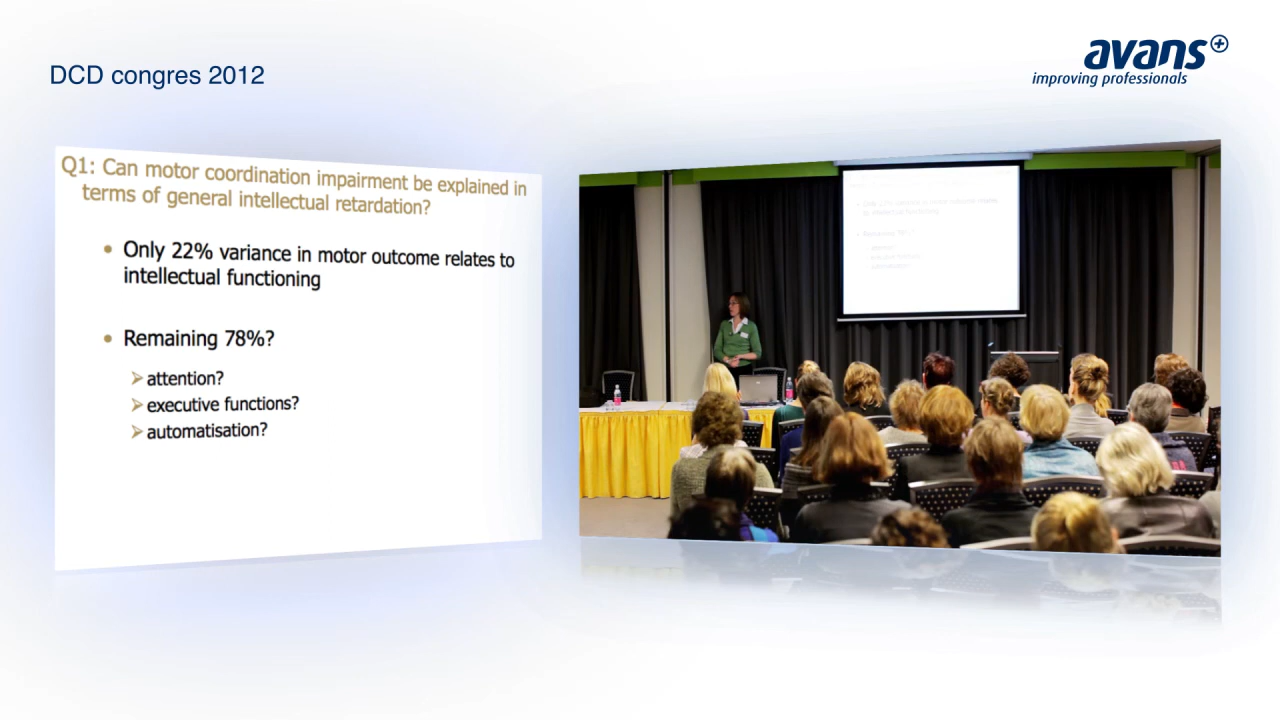 DCD congres 2012
avans+
improving professionals
Q1: Can motor coordination impairment be explained in
terms of general intellectual retardation?
• Only 22% variance in motor outcome relates to
intellectual functioning
• Remaining 78%?
➢ attention?
➢ executive functions?
➢ automatisation?